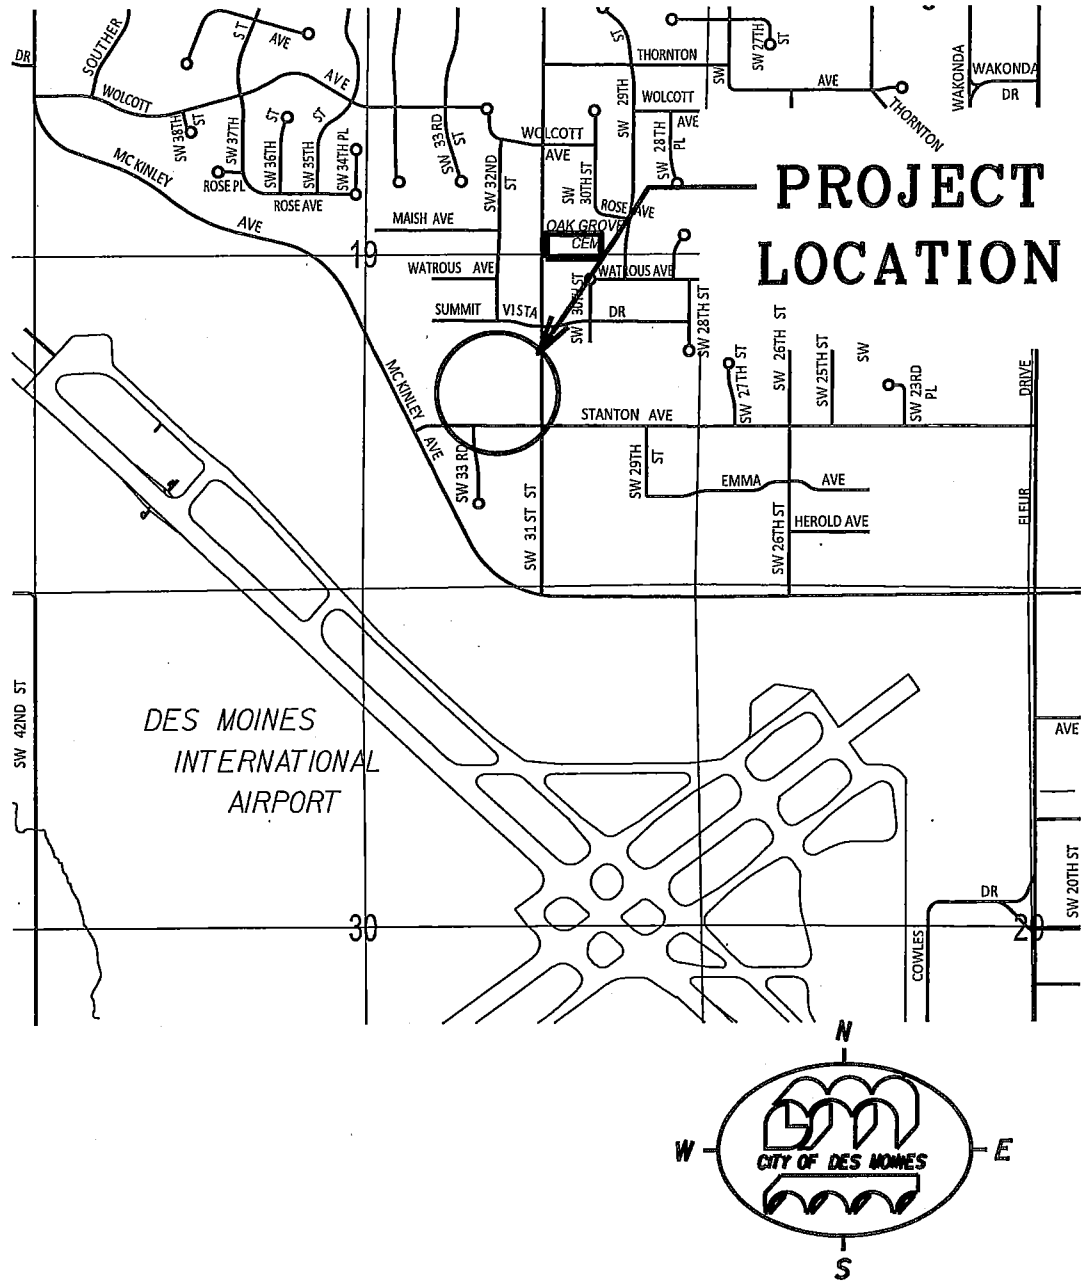 DR
SOUTHER
ST
AVE
ST
THORNTON
SW 27TH ST
SW
AVE
WAKONDA
WAKONDA
DR
THORNTON
WOLCOTT
AVE
SW 38TH ST
SW 37TH
ST
SW 36TH
ST
SW 35TH
SW 34TH PL
SW 33 RD ST
WOLCOTT
AVE
SW 32ND ST
SW 30TH ST
SW 29TH
WOLCOTT
AVE
SW 28TH PL
MC KINLEY
AVE
ROSE PL
ROSE AVE
MAISH AVE
ROSE AVE
OAK GROVE
CEM
PROJECT
LOCATION
19
WATROUS AVE
WATROUS AVE
SUMMIT VISTA DR
SW 30TH ST
SW 28TH ST
SW 27TH ST
SW 26TH ST
SW 25TH ST
SW
23RD PL
DRIVE
MC KINLEY
AVE
STANTON AVE
SW 33 RD
SW 29TH ST
EMMA AVE
SW 31ST ST
SW 26TH ST
HEROLD AVE
FLEUR
SW 42ND ST
DES MOINES
INTERNATIONAL
AIRPORT
AVE
SW 20TH ST
DR
COWLES
30
N
W
E
CITY OF DES MOINES
S